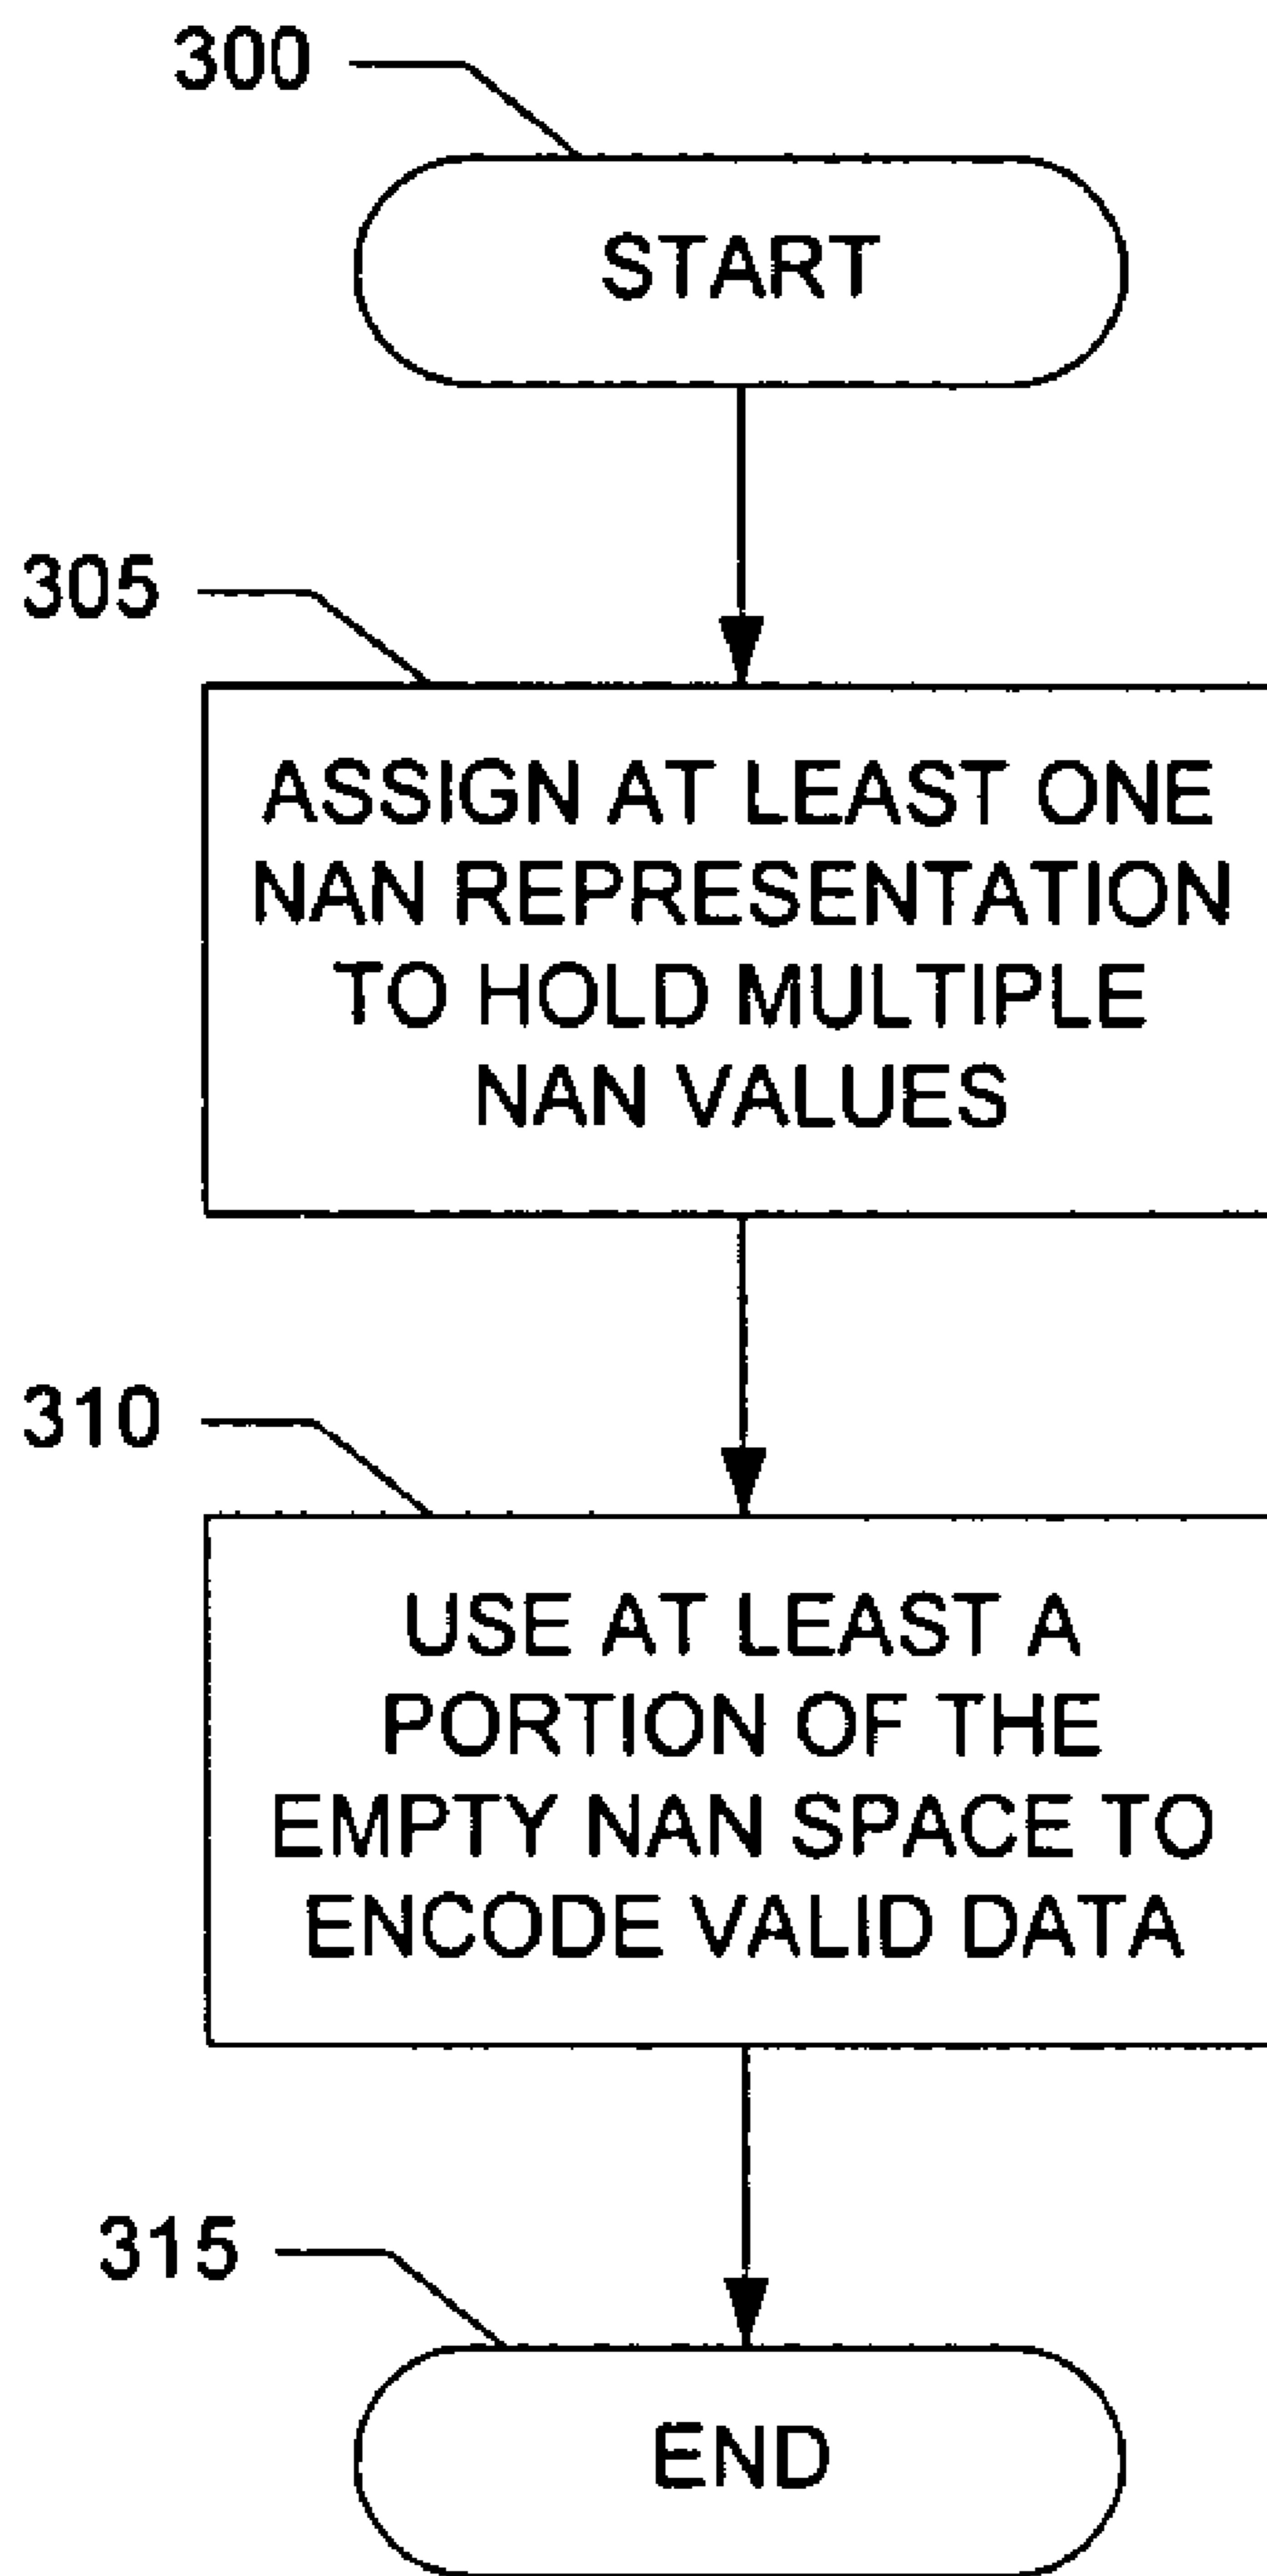 300
START
305
ASSIGN AT LEAST ONE
NAN REPRESENTATION
TO HOLD MULTIPLE
NAN VALUES
310
USE AT LEAST A
PORTION OF THE
EMPTY NAN SPACE TO
ENCODE VALID DATA
315
END